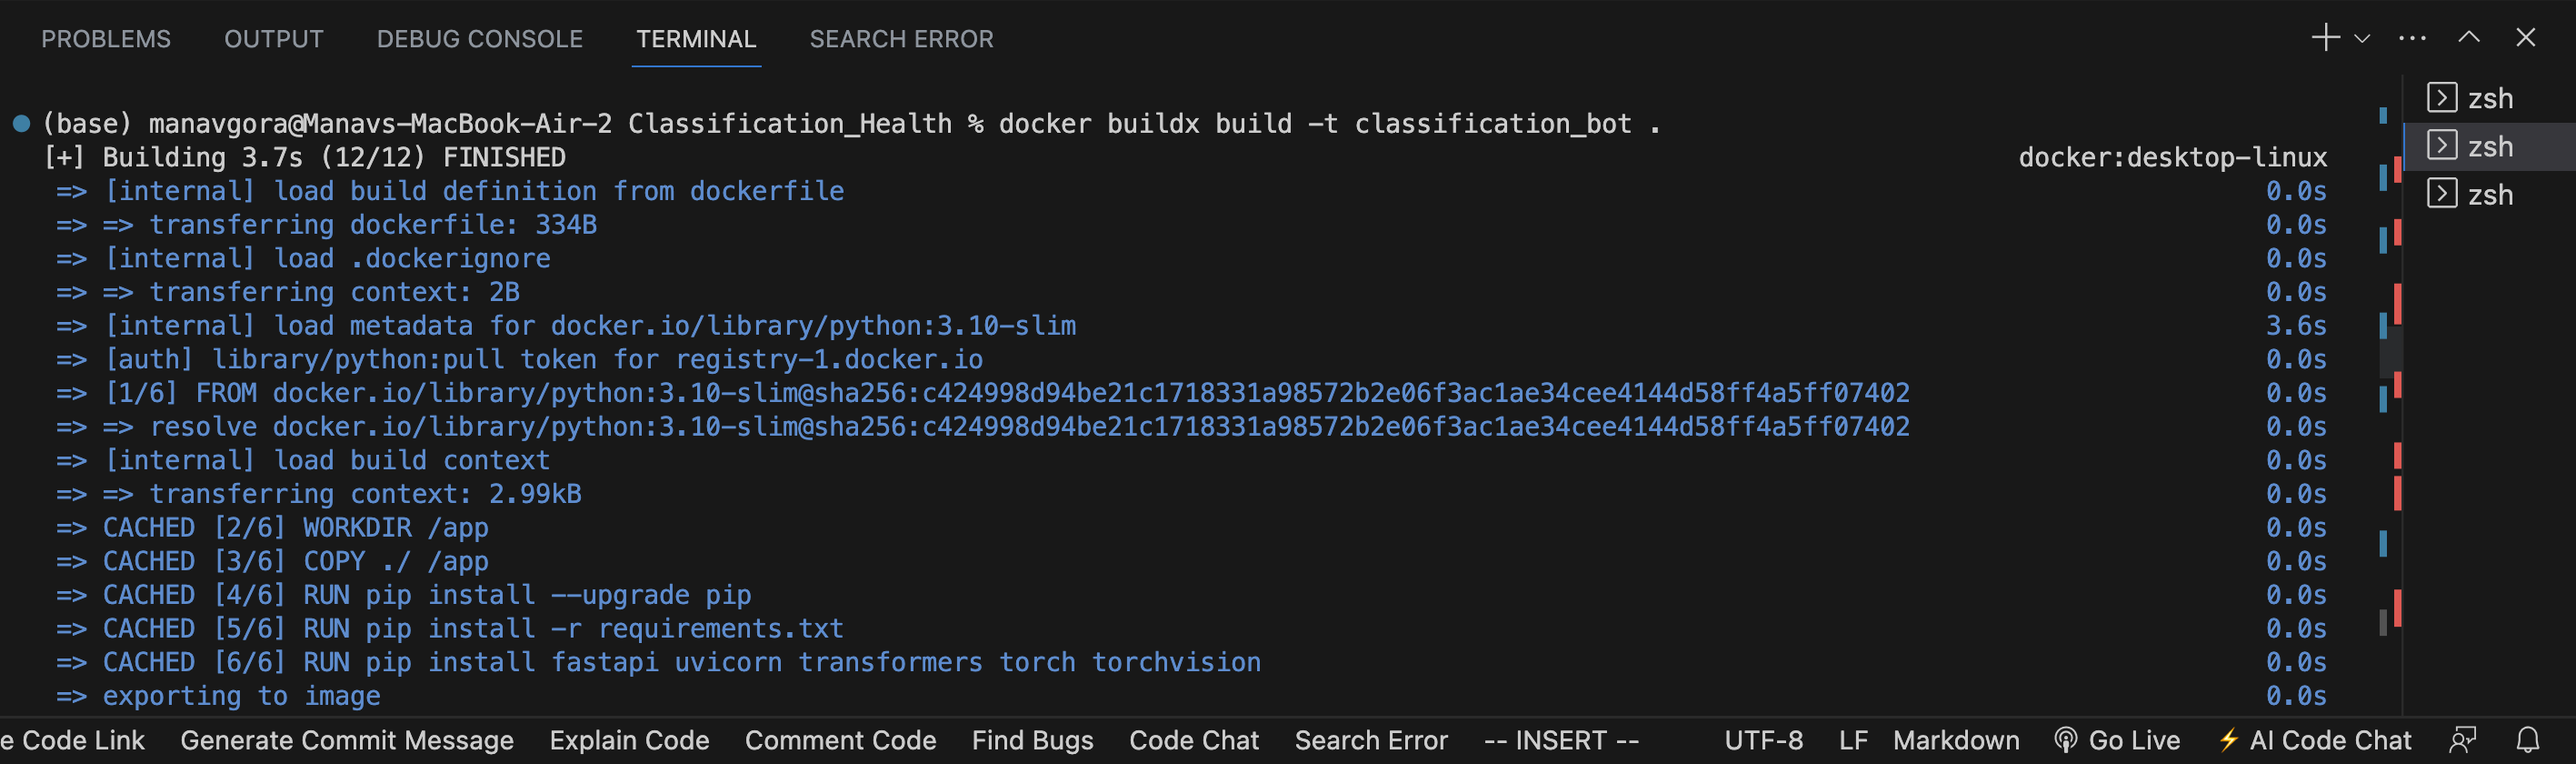 PROBLEMS OUTPUT DEBUG CONSOLE TERMINAL SEARCH ERROR
(base) manavgora@Manavs-MacBook-Air-2 Classification_Health % docker buildx build -t classification_bot .
[+] Building 3.7s (12/12) FINISHED docker:desktop-linux
=> [internal] load build definition from dockerfile 0.0s
=> => transferring dockerfile: 334B 0.0s
=> [internal] load .dockerignore 0.0s
=> => transferring context: 2B 0.0s
=> [internal] load metadata for docker.io/library/python:3.10-slim 3.6s
=> [auth] library/python:pull token for registry-1.docker.io 0.0s
=> [1/6] FROM docker.io/library/python:3.10-slim@sha256:c424998d94be21c1718331a98572b2e06f3ac1ae34cee4144d58ff4a5ff07402 0.0s
=> => resolve docker.io/library/python:3.10-slim@sha256:c424998d94be21c1718331a98572b2e06f3ac1ae34cee4144d58ff4a5ff07402 0.0s
=> [internal] load build context 0.0s
=> => transferring context: 2.99kB 0.0s
=> CACHED [2/6] WORKDIR /app 0.0s
=> CACHED [3/6] COPY ./ /app 0.0s
=> CACHED [4/6] RUN pip install --upgrade pip 0.0s
=> CACHED [5/6] RUN pip install -r requirements.txt 0.0s
=> CACHED [6/6] RUN pip install fastapi uvicorn transformers torch torchvision 0.0s
=> exporting to image 0.0s
zsh
zsh
zsh
e Code Link Generate Commit Message Explain Code Comment Code Find Bugs Code Chat Search Error -- INSERT -- UTF-8 LF Markdown Go Live AI Code Chat